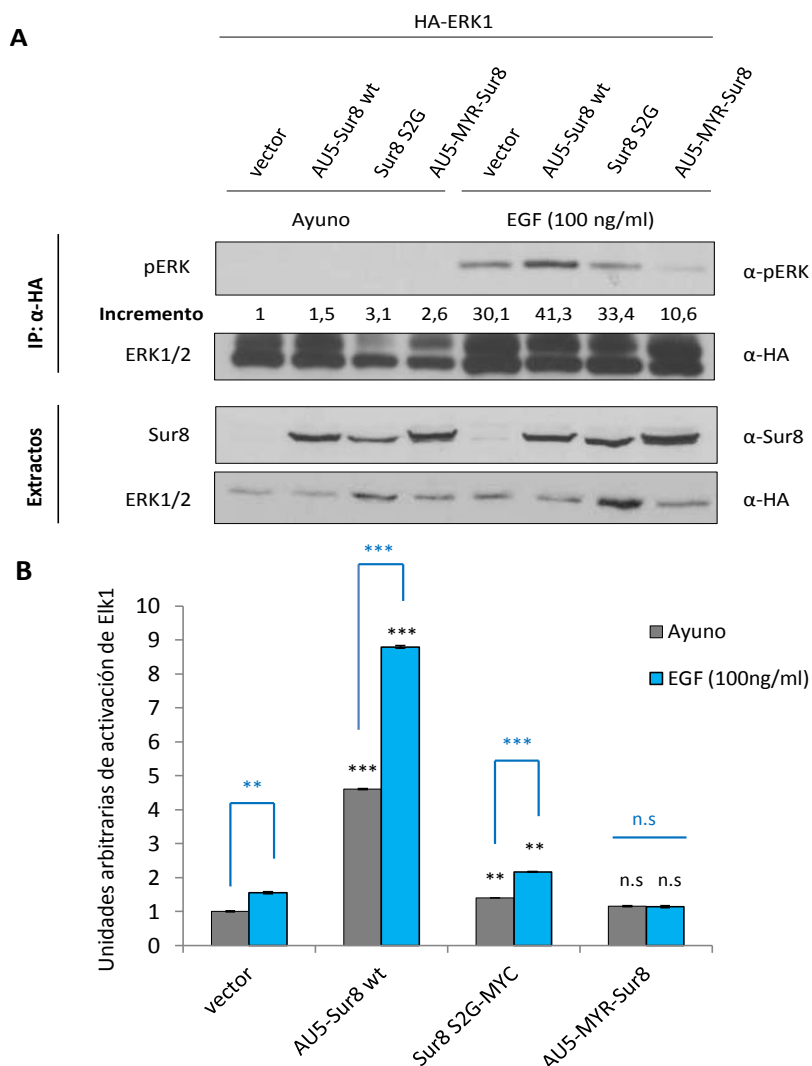 HA-ERK1
A
vector AU5-Sur8 wt Sur8 S2G AU5-MYR-Sur8 vector AU5-Sur8 wt Sur8 S2G AU5-MYR-Sur8
Ayuno EGF (100 ng/ml)
IP: α-HA
pERK α-pERK
Incremento 1 1,5 3,1 2,6 30,1 41,3 33,4 10,6
ERK1/2 α-HA
Extractos
Sur8 α-Sur8
ERK1/2 α-HA
B
Unidades arbitrarias de activación de Elk1
10
9
8
7
6
5
4
3
2
1
0
**
***
***
***
***
**
**
n.s
n.s n.s
Ayuno
EGF (100ng/ml)
vector AU5-Sur8 wt Sur8 S2G-MYC AU5-MYR-Sur8